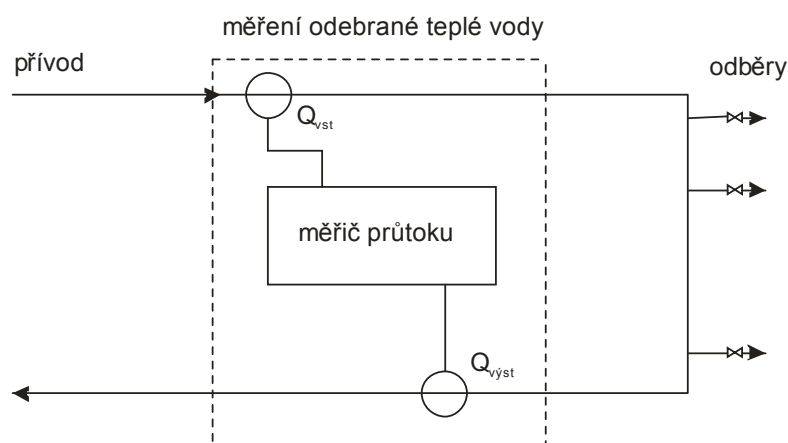 měření odebrané teplé vody
přívod
odběry
Qvst
měřič průtoku
Qvýst